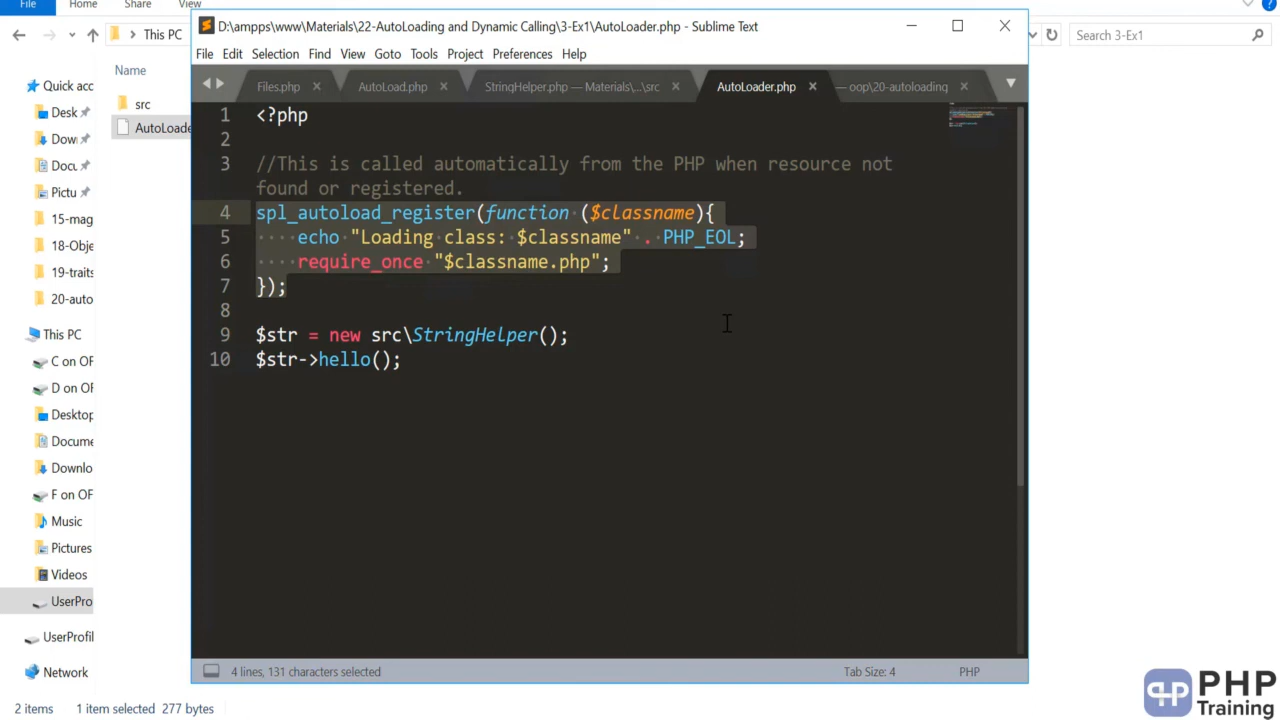 File
Home
Share
View
This PC
Search 3-Ex1
Name
Quick acc
Desk
Dow
Docu
Pictu
15-mag
18-Obje
19-traits
20-auto
This PC
C on OF
D on OF
Desktop
Docume
Downlo
F on OF
Music
Pictures
Videos
UserPro
UserProfil
Network
2 items
1 item selected 277 bytes
src
AutoLoade
D:\ampps\www\Materials\22-AutoLoading and Dynamic Calling\3-Ex1\AutoLoader.php - Sublime Text
File Edit Selection Find View Goto Tools Project Preferences Help
Files.php
AutoLoad.php
StringHelper.php — Materials\...\src
AutoLoader.php
— oop\20-autoloading
1 <?php
2
3 //This is called automatically from the PHP when resource not
found or registered.
4 spl_autoload_register(function ($classname){
5 echo "Loading class: $classname" . PHP_EOL;
6 require_once "$classname.php";
7 });
8
9 $str = new src\StringHelper();
10 $str->hello();
4 lines, 131 characters selected
Tab Size: 4
PHP
php
PHP
Training